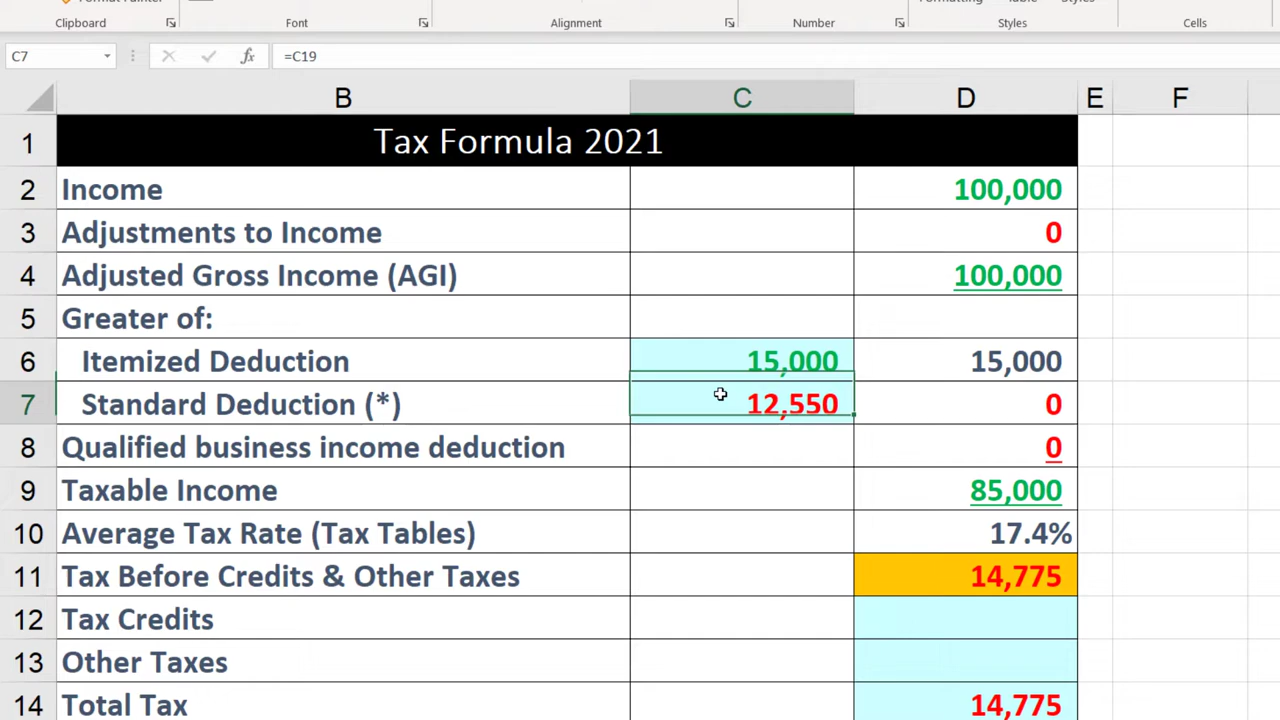 Clipboard Font Alignment Number Styles Cells
C7 fx =C19
B C D E F
1 Tax Formula 2021
2 Income 100,000
3 Adjustments to Income 0
4 Adjusted Gross Income (AGI) 100,000
5 Greater of:
6 Itemized Deduction 15,000 15,000
7 Standard Deduction (*) 12,550 0
8 Qualified business income deduction 0
9 Taxable Income 85,000
10 Average Tax Rate (Tax Tables) 17.4%
11 Tax Before Credits & Other Taxes 14,775
12 Tax Credits
13 Other Taxes
14 Total Tax 14,775